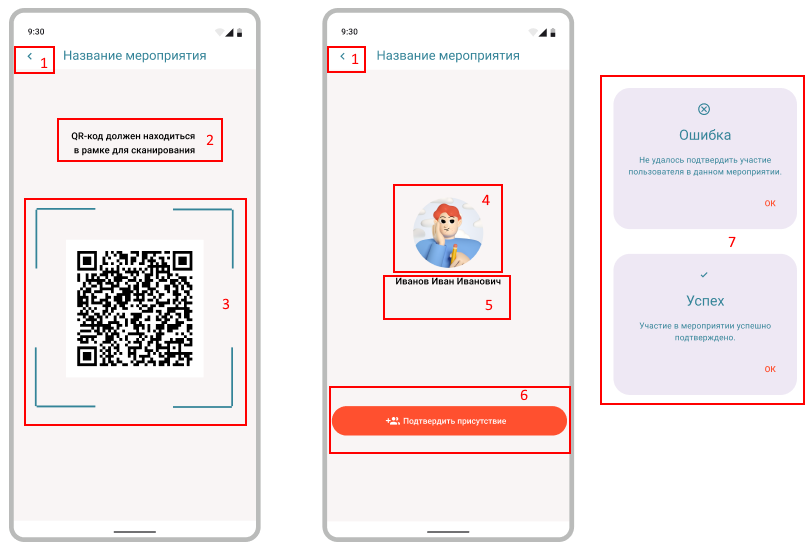 9:30
Название мероприятия
1
QR-код должен находиться
в рамке для сканирования
2
3
9:30
Название мероприятия
1
4
Иванов Иван Иванович
5
6
Подтвердить присутствие
Ошибка
Не удалось подтвердить участие
пользователя в данном мероприятии.
ОК
7
Успех
Участие в мероприятии успешно
подтверждено.
ОК